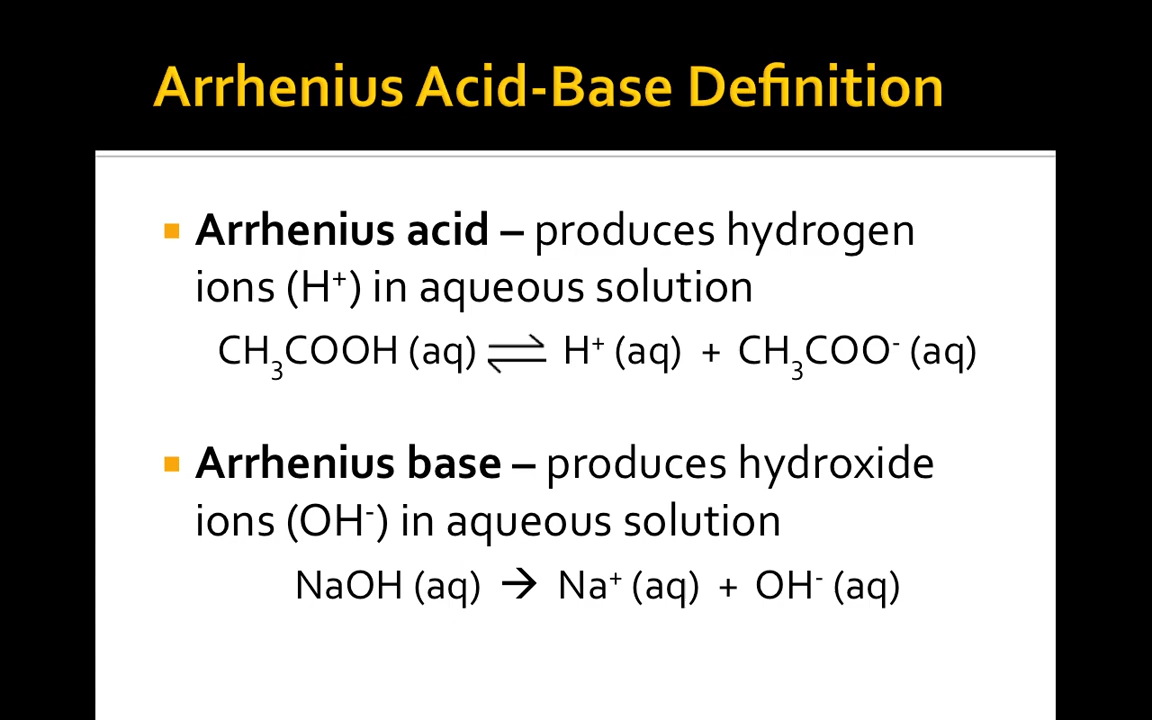 Arrhenius Acid-Base Definition
▪ Arrhenius acid – produces hydrogen
ions (H⁺) in aqueous solution
CH₃COOH (aq) ⇌ H⁺ (aq) + CH₃COO⁻ (aq)
▪ Arrhenius base – produces hydroxide
ions (OH⁻) in aqueous solution
NaOH (aq) → Na⁺ (aq) + OH⁻ (aq)